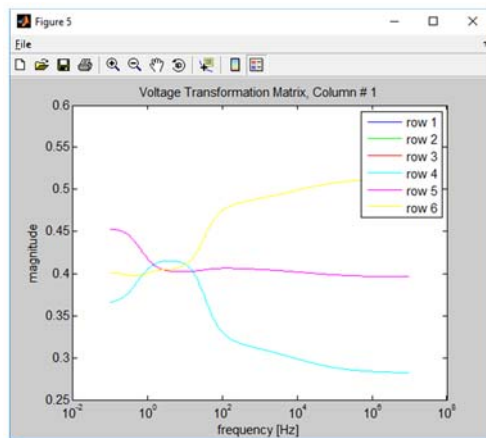 Figure 5
File
Voltage Transformation Matrix, Column # 1
0.6
0.55
0.5
0.45
0.4
0.35
0.3
0.25
magnitude
row 1
row 2
row 3
row 4
row 5
row 6
10^-2
10^0
10^2
10^4
10^6
10^8
frequency [Hz]